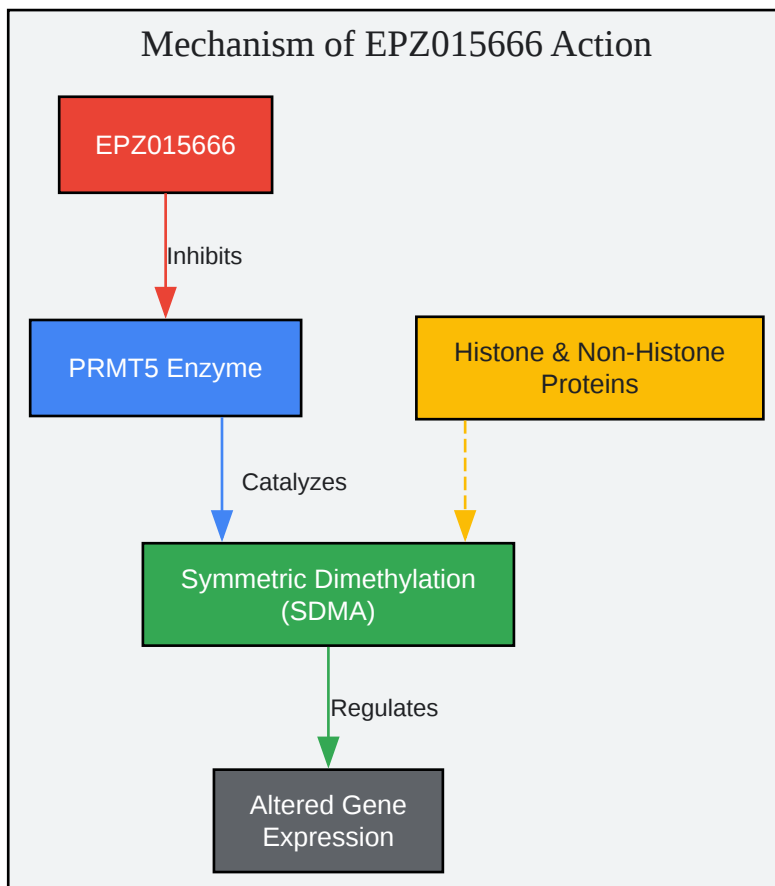 Mechanism of EPZ015666 Action
EPZ015666
Inhibits
PRMT5 Enzyme
Histone & Non-Histone
Proteins
Catalyzes
Symmetric Dimethylation
(SDMA)
Regulates
Altered Gene
Expression